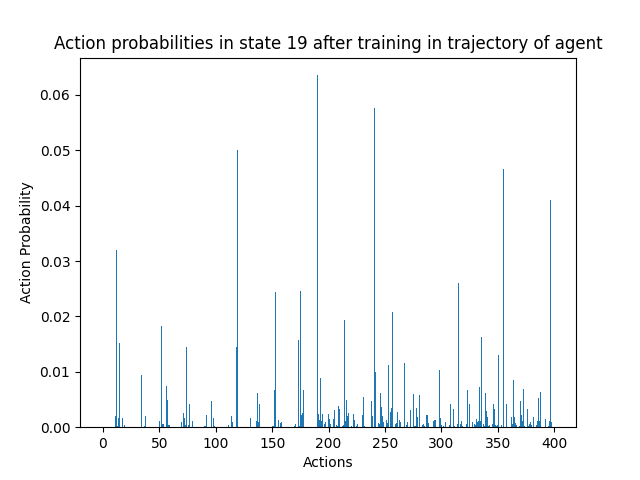 Action probabilities in state 19 after training in trajectory of agent
0.06
0.05
0.04
0.03
0.02
0.01
0.00
Action Probability
0 50 100 150 200 250 300 350 400
Actions